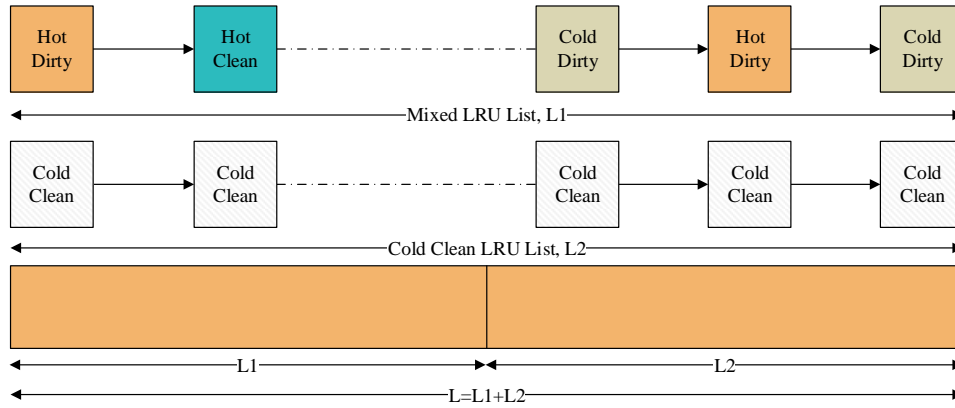 Hot
Dirty
Hot
Clean
Cold
Dirty
Hot
Dirty
Cold
Dirty
Mixed LRU List, L1
Cold
Clean
Cold
Clean
Cold
Clean
Cold
Clean
Cold
Clean
Cold Clean LRU List, L2
L1
L2
L=L1+L2